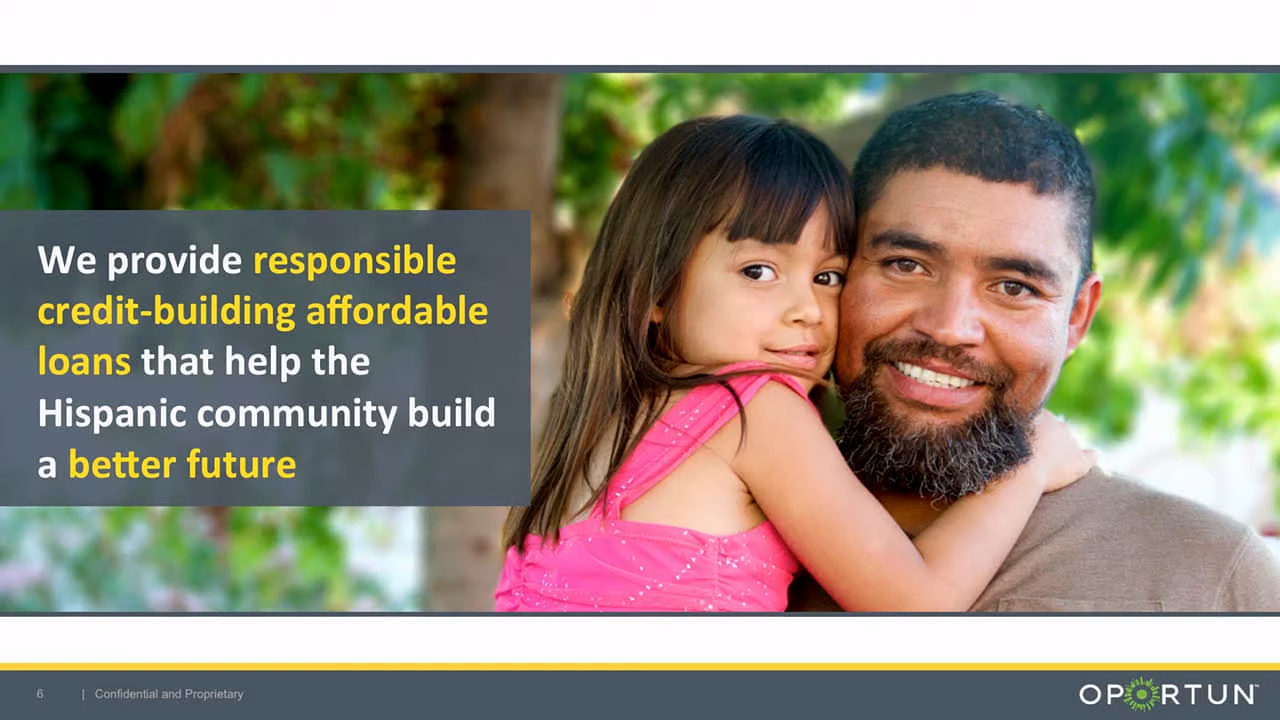 We provide responsible
credit-building affordable
loans that help the
Hispanic community build
a better future
6 | Confidential and Proprietary
OPORTUN™